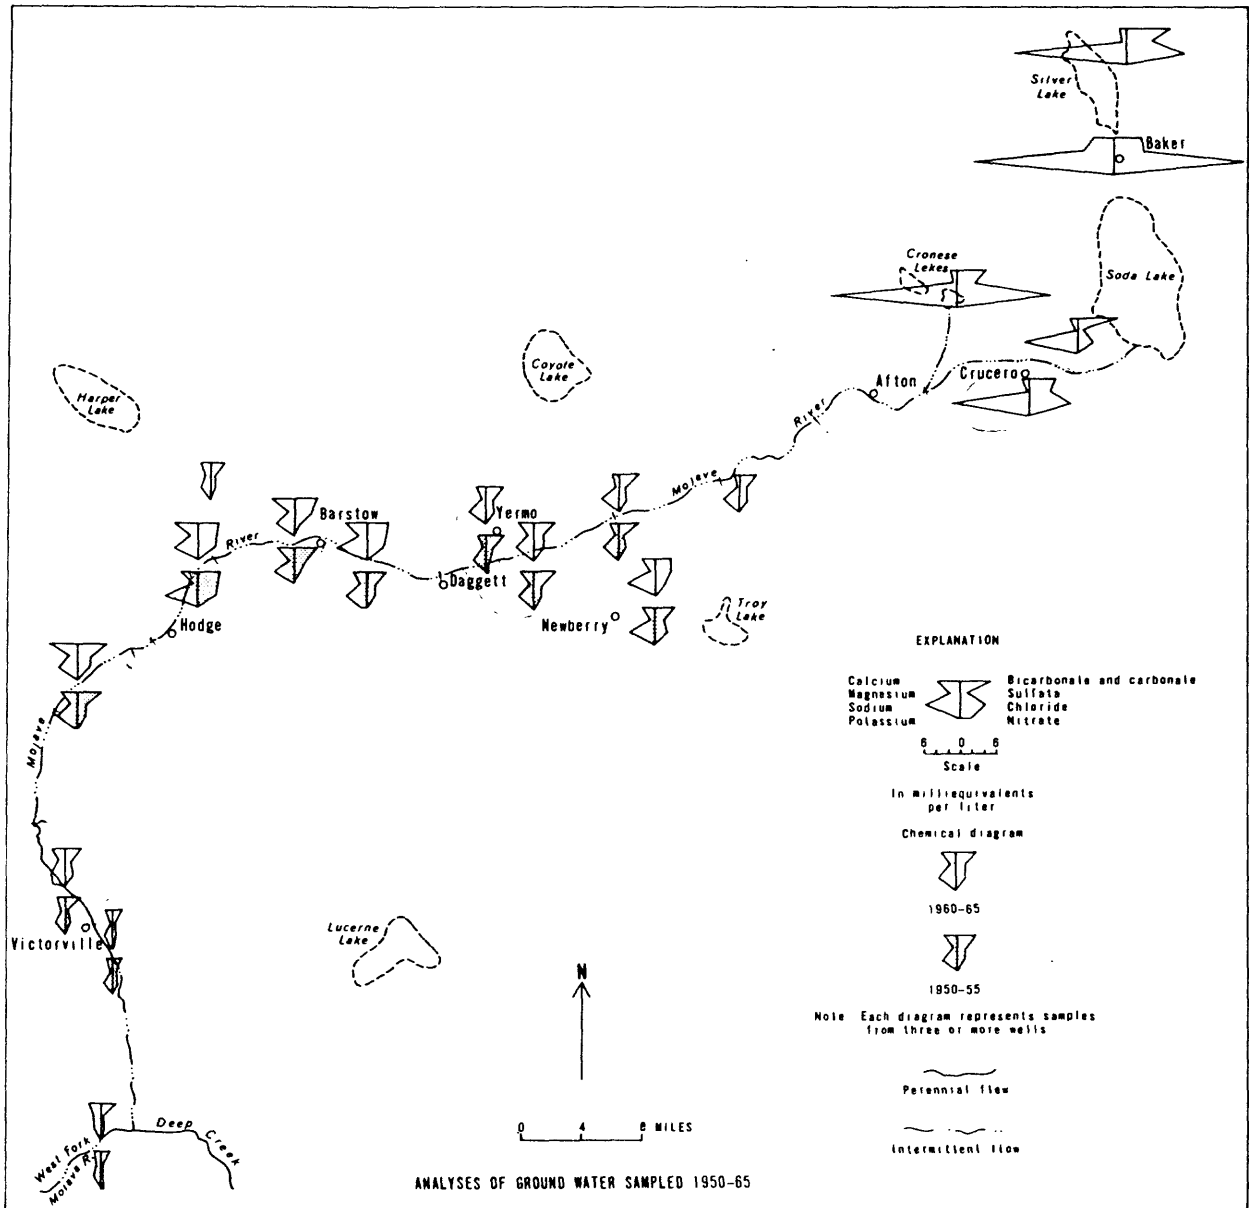 Silver
Lake
Baker
Cronese
Lekes
Soda Lake
Coyote
Lake
Harper
Lake
Afton
Crucero
River
Mojave
Barstow
Yermo
River
Daggett
Newberry
Troy
Lake
Hodge
EXPLANATION
Calcium
Magnesium
Sodium
Potassium
Bicarbonate and carbonate
Sulfata
Chloride
Nitrate
6 0 6
Scale
In milliequivalents
per liter
Mojave
Chemical diagram
1960-65
Victorville
Lucerne
Lake
N
1950-55
Note Each diagram represents samples
from three or more wells
Perennial flow
Intermittent flow
West Fork
Mojave R.
Deep Creek
0 4 8 MILES
ANALYSES OF GROUND WATER SAMPLED 1950-65